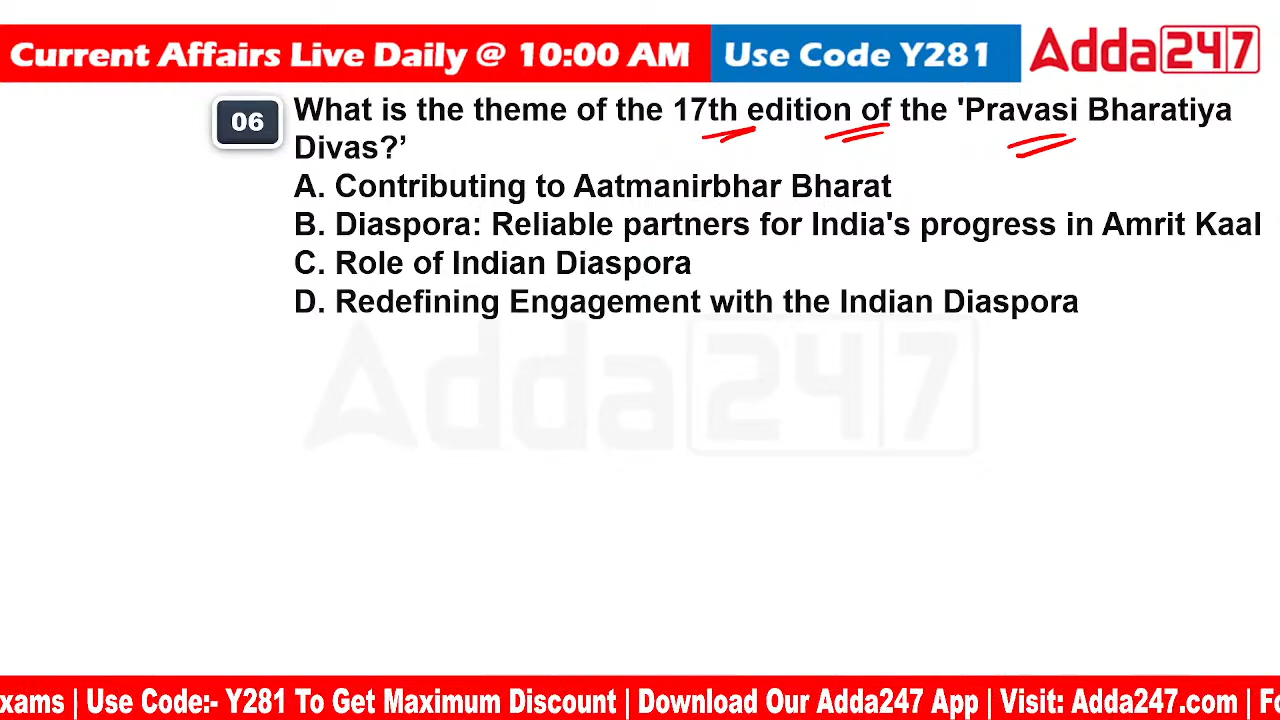 Current Affairs Live Daily @ 10:00 AM
Use Code Y281
Adda247
06
What is the theme of the 17th edition of the 'Pravasi Bharatiya
Divas?’
A. Contributing to Aatmanirbhar Bharat
B. Diaspora: Reliable partners for India's progress in Amrit Kaal
C. Role of Indian Diaspora
D. Redefining Engagement with the Indian Diaspora
Adda247
xams | Use Code:- Y281 To Get Maximum Discount | Download Our Adda247 App | Visit: Adda247.com | Fo